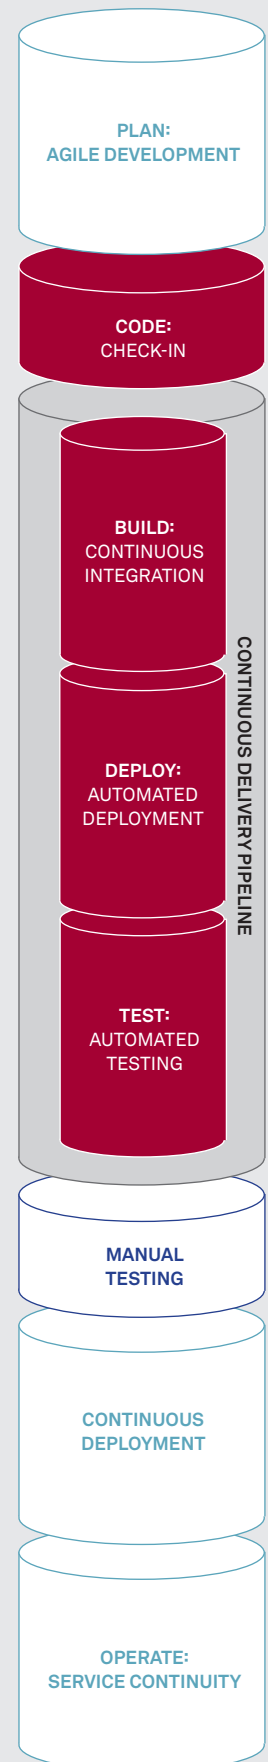 PLAN:
AGILE DEVELOPMENT
CODE:
CHECK-IN
BUILD:
CONTINUOUS
INTEGRATION
CONTINUOUS DELIVERY PIPELINE
DEPLOY:
AUTOMATED
DEPLOYMENT
TEST:
AUTOMATED
TESTING
MANUAL
TESTING
CONTINUOUS
DEPLOYMENT
OPERATE:
SERVICE CONTINUITY